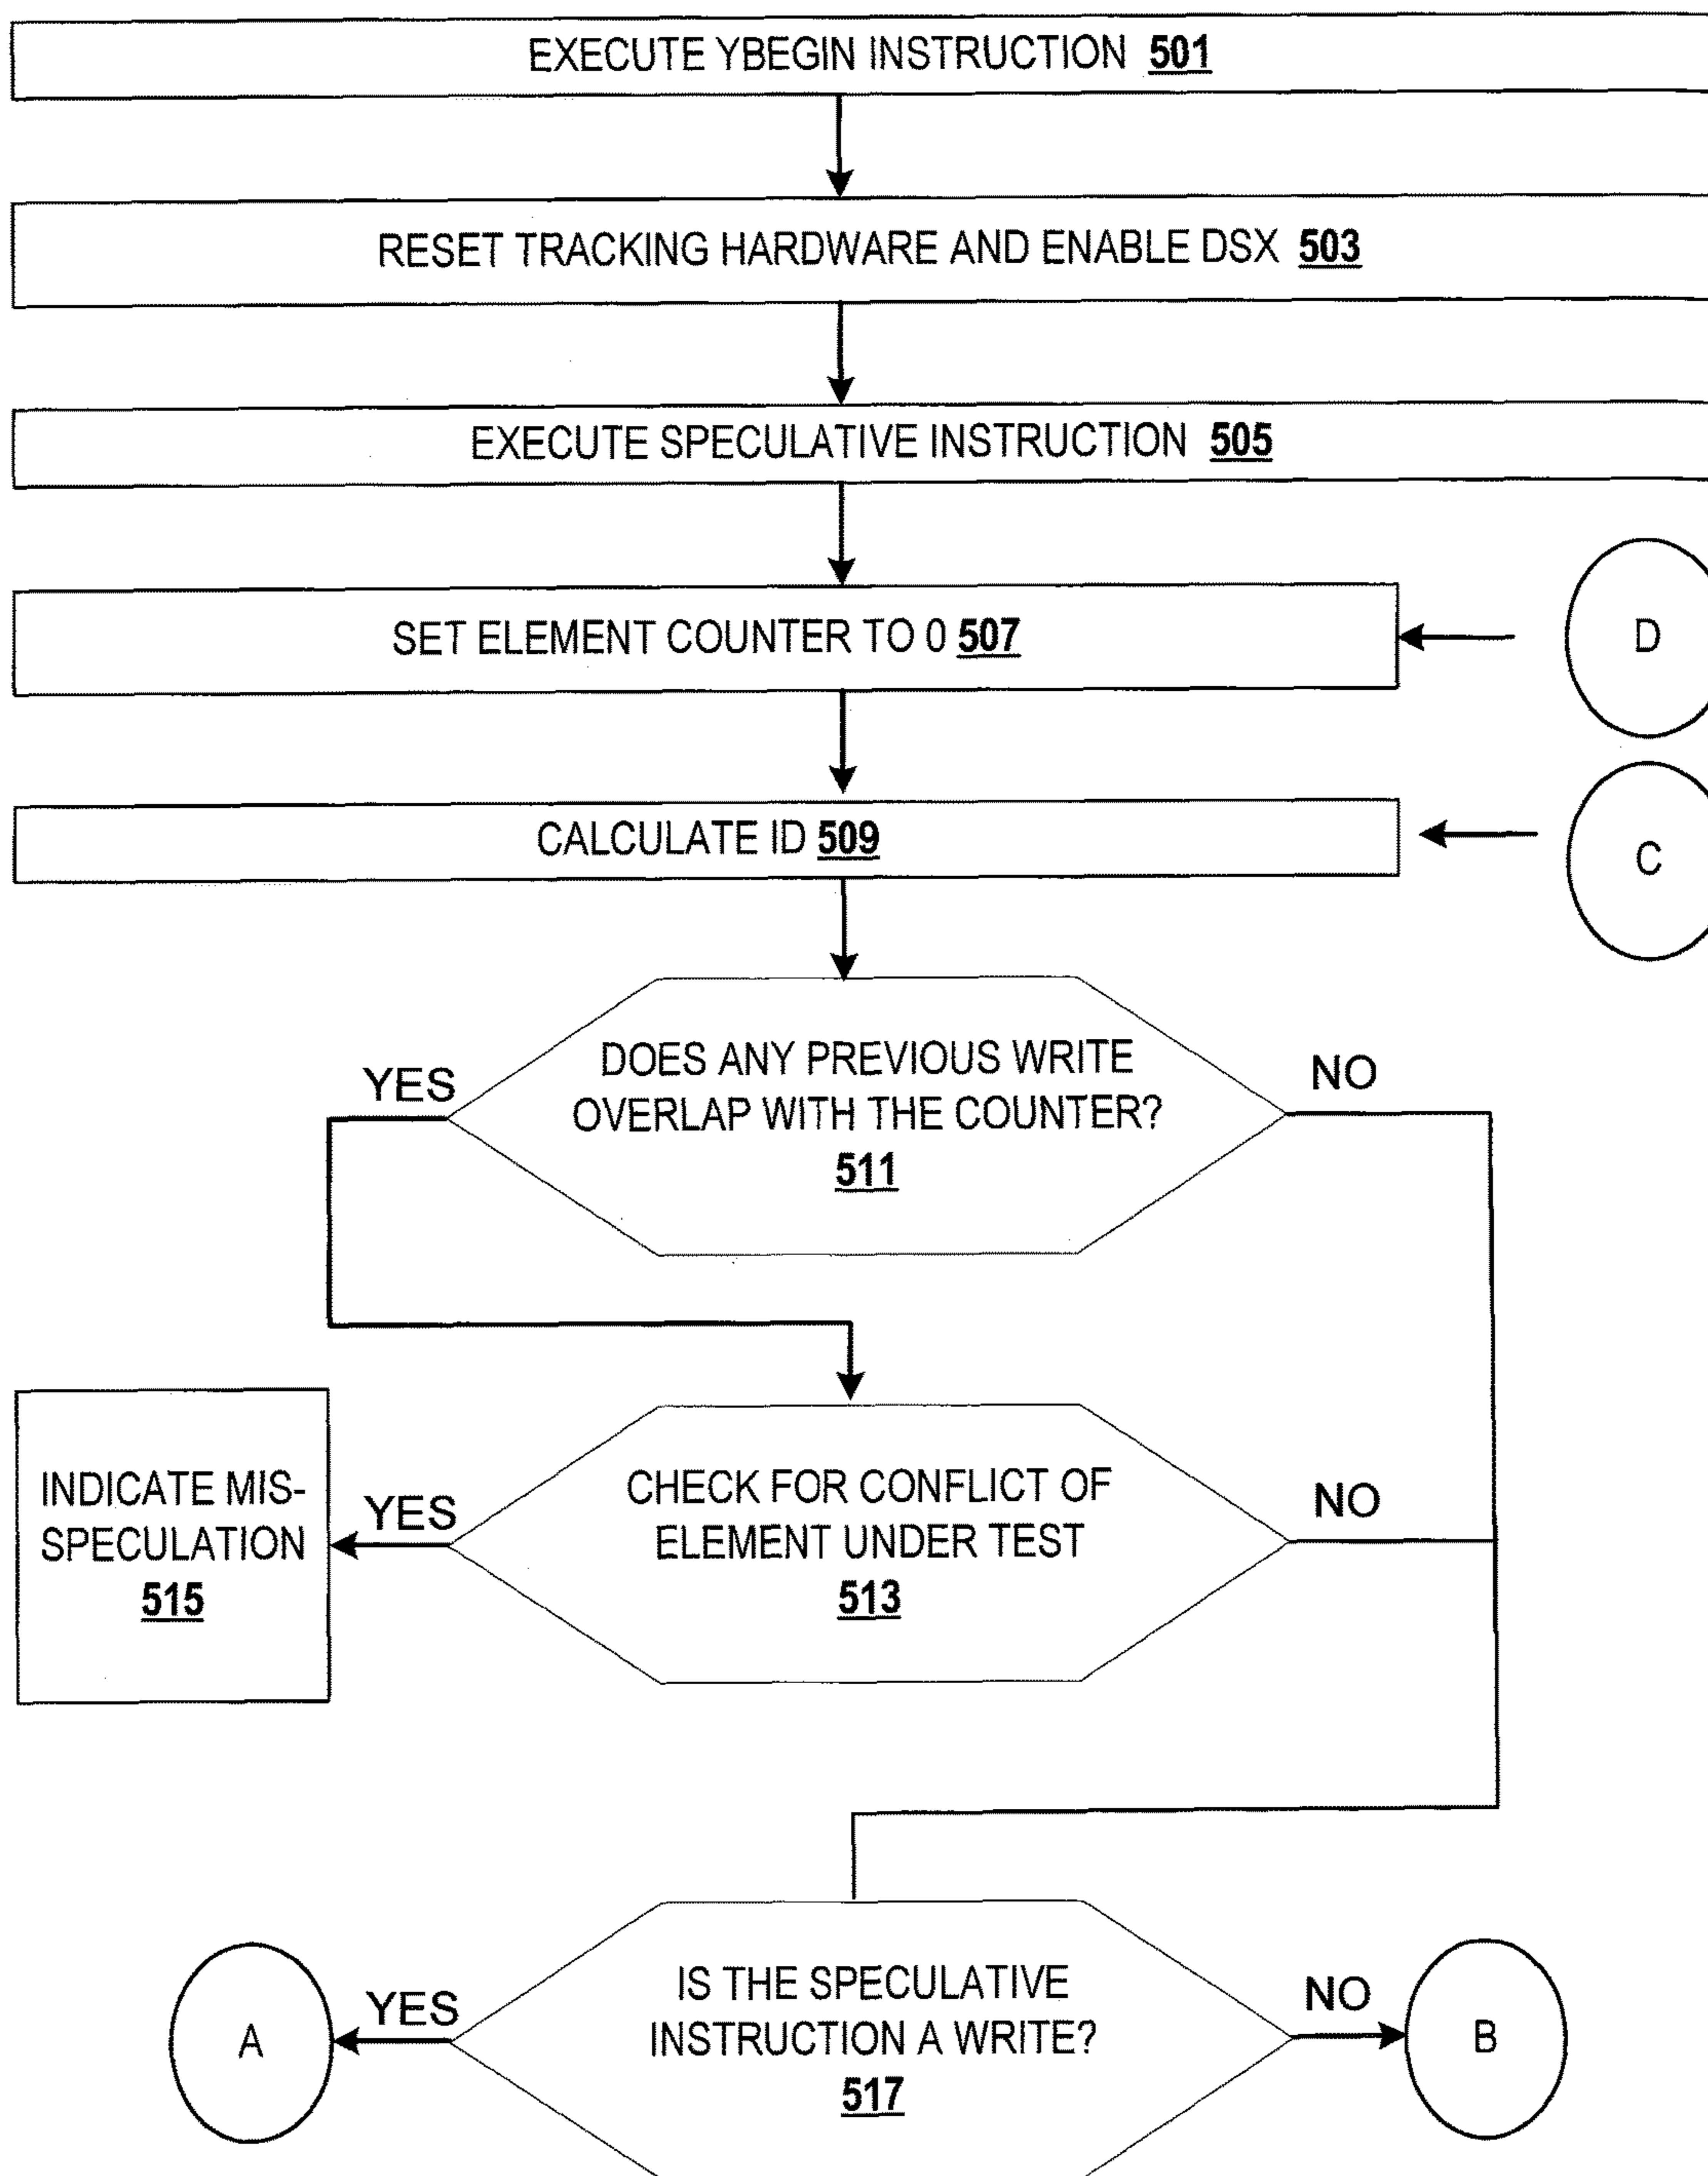 EXECUTE YBEGIN INSTRUCTION 501
RESET TRACKING HARDWARE AND ENABLE DSX 503
EXECUTE SPECULATIVE INSTRUCTION 505
SET ELEMENT COUNTER TO 0 507
D
CALCULATE ID 509
C
YES
DOES ANY PREVIOUS WRITE
OVERLAP WITH THE COUNTER?
511
NO
INDICATE MIS-
SPECULATION
515
YES
CHECK FOR CONFLICT OF
ELEMENT UNDER TEST
513
NO
A
YES
IS THE SPECULATIVE
INSTRUCTION A WRITE?
517
NO
B